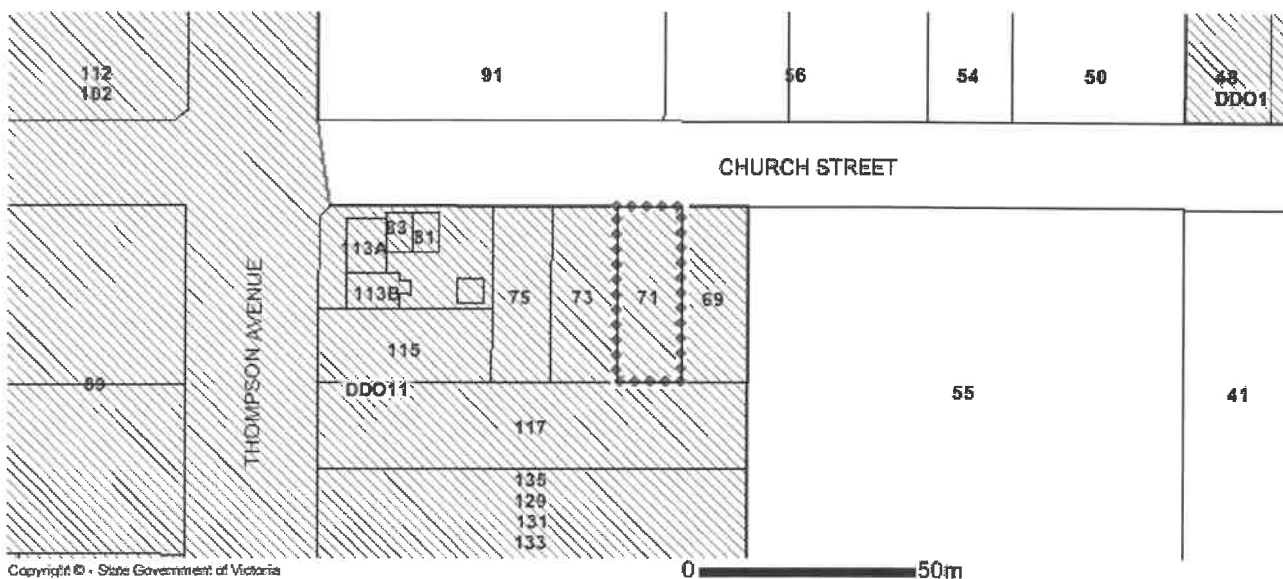 112
102
91
56
54
50
48
DDO1
CHURCH STREET
113A
83
81
113B
75
73
71
69
THOMPSON AVENUE
115
89
DDO11
55
41
117
135
129
131
133
Copyright © - State Government of Victoria
0
50m